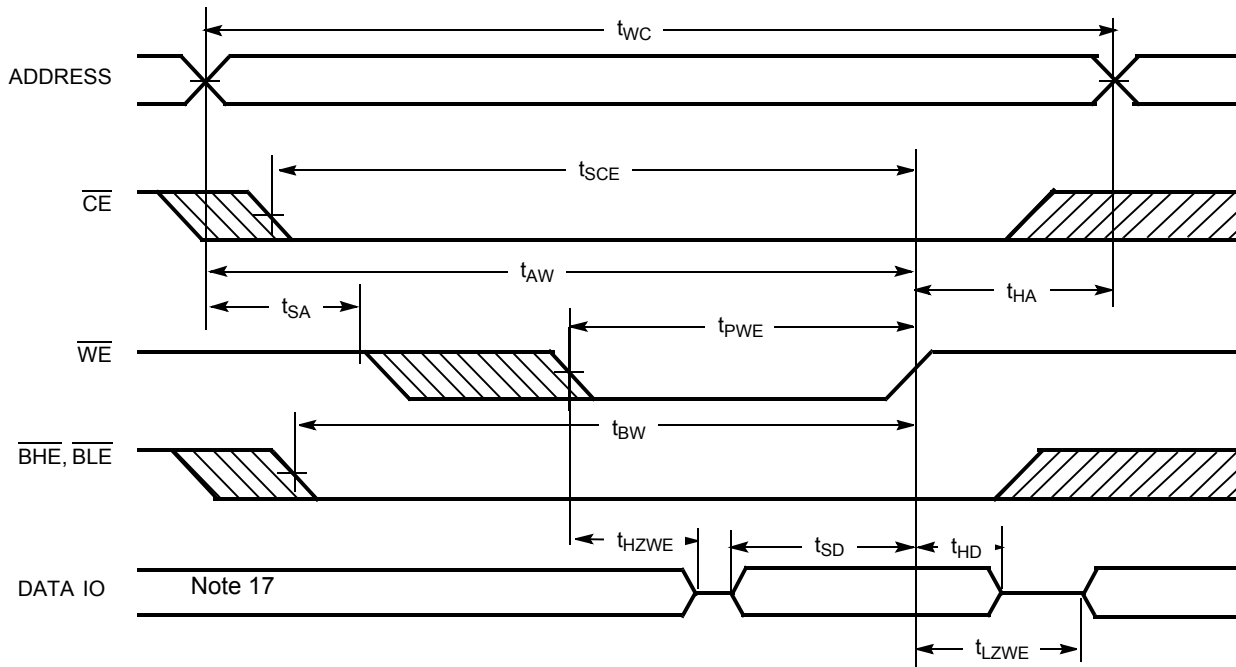 tWC
ADDRESS
tSCE
CE
tAW
tSA
tHA
tPWE
WE
tBW
BHE, BLE
tHZWE
tSD
tHD
DATA IO
Note 17
tLZWE